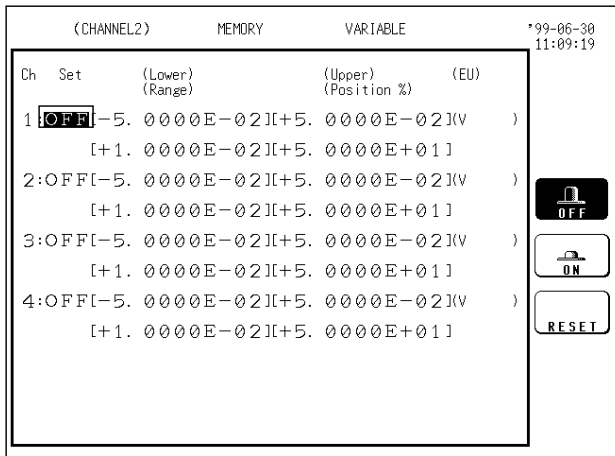 (CHANNEL2) MEMORY VARIABLE '99-06-30
11:09:19
Ch Set (Lower) (Upper) (EU)
(Range) (Position %)
1:OFF[-5. 0000E-02][+5. 0000E-02](V )
[+1. 0000E-02][+5. 0000E+01]
2:OFF[-5. 0000E-02][+5. 0000E-02](V )
[+1. 0000E-02][+5. 0000E+01]
3:OFF[-5. 0000E-02][+5. 0000E-02](V )
[+1. 0000E-02][+5. 0000E+01]
4:OFF[-5. 0000E-02][+5. 0000E-02](V )
[+1. 0000E-02][+5. 0000E+01]
OFF
ON
RESET